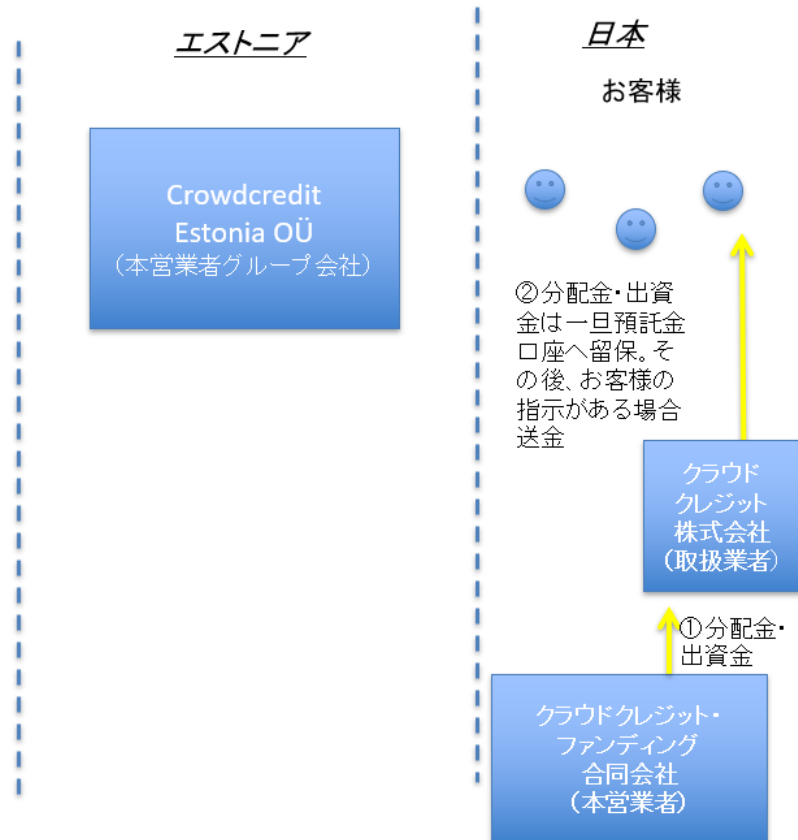 エストニア
日本
お客様
Crowdcredit
Estonia OÜ
（本営業者グループ会社）
②分配金・出資
金は一旦預託金
口座へ留保。そ
の後、お客様の
指示がある場合
送金
クラウド
クレジット
株式会社
（取扱業者）
①分配金・
出資金
クラウドクレジット・
ファンディング
合同会社
（本営業者）